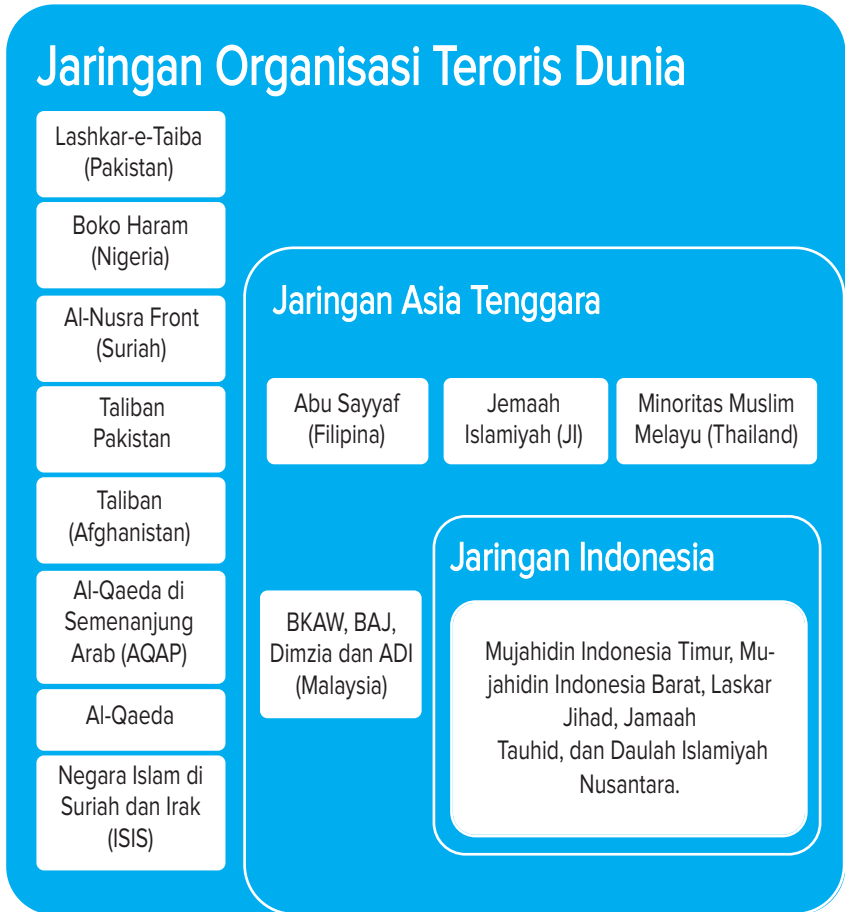 Jaringan Organisasi Teroris Dunia
Lashkar-e-Taiba
(Pakistan)
Boko Haram
(Nigeria)
Al-Nusra Front
(Suriah)
Taliban
Pakistan
Taliban
(Afghanistan)
Al-Qaeda di
Semenanjung
Arab (AQAP)
Al-Qaeda
Negara Islam di
Suriah dan Irak
(ISIS)
Jaringan Asia Tenggara
Abu Sayyaf
(Filipina)
Jemaah
Islamiyah (JI)
Minoritas Muslim
Melayu (Thailand)
BKAW, BAJ,
Dimzia dan ADI
(Malaysia)
Jaringan Indonesia
Mujahidin Indonesia Timur, Mu-
jahidin Indonesia Barat, Laskar
Jihad, Jamaah
Tauhid, dan Daulah Islamiyah
Nusantara.